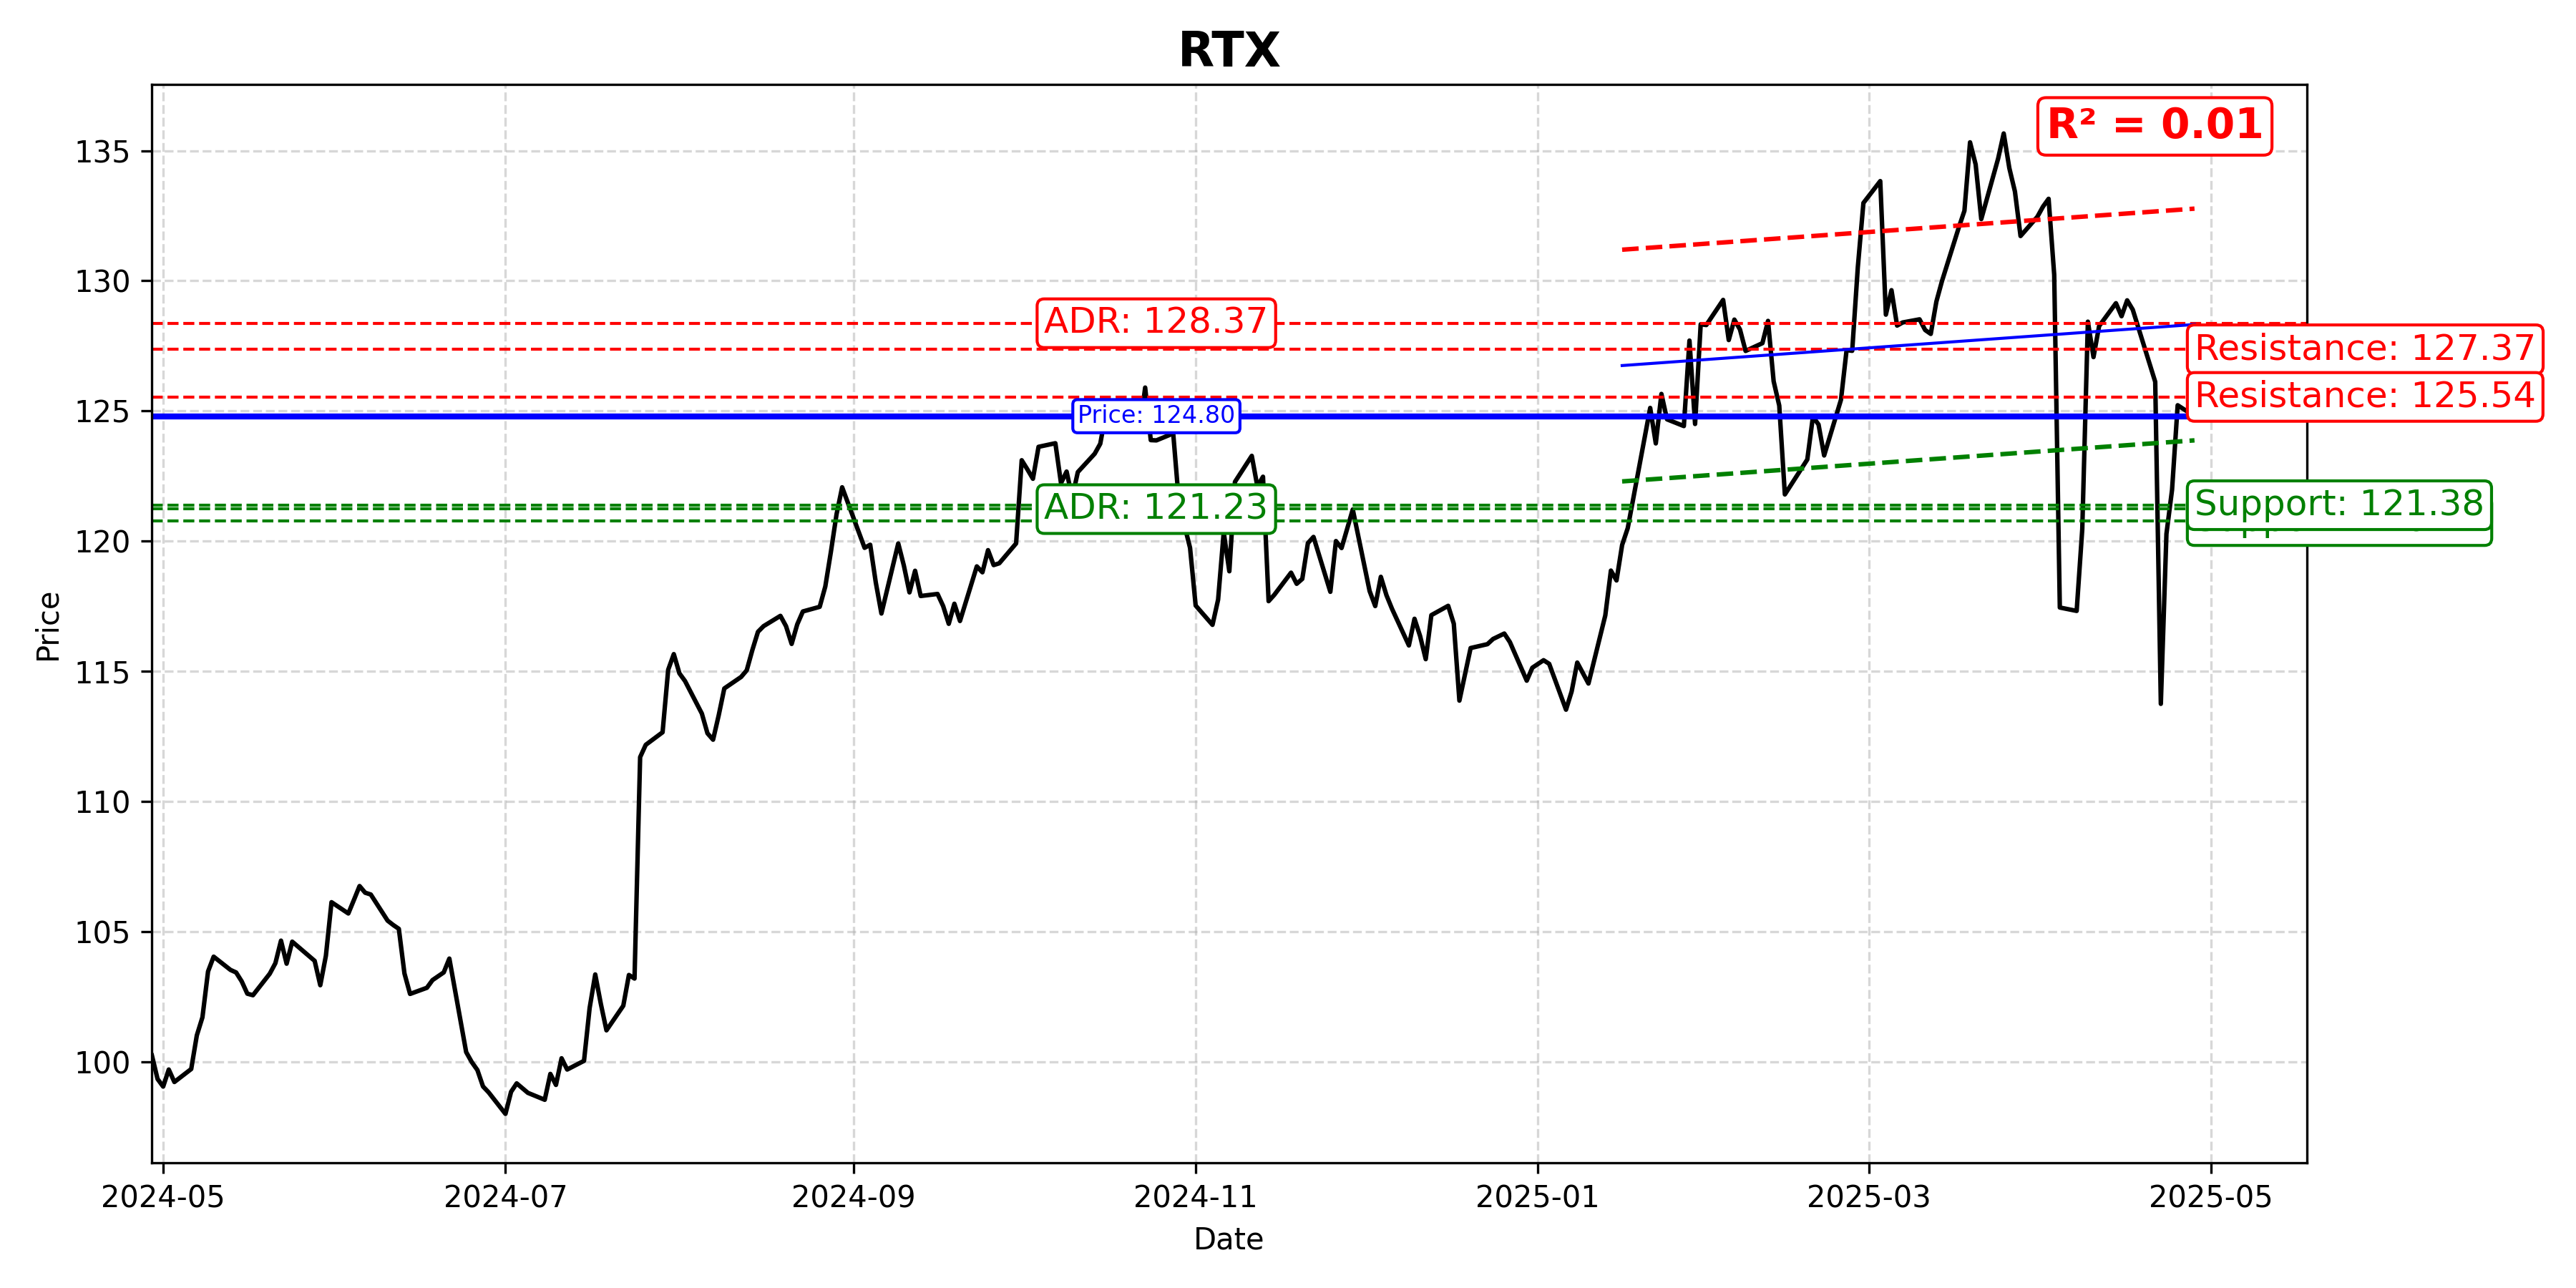 RTX
R² = 0.01
135
130
ADR: 128.37
Resistance: 127.37
Resistance: 125.54
125
Price: 124.80
ADR: 121.23
Support: 121.38
120
Price
115
110
105
100
2024-05
2024-07
2024-09
2024-11
2025-01
2025-03
2025-05
Date